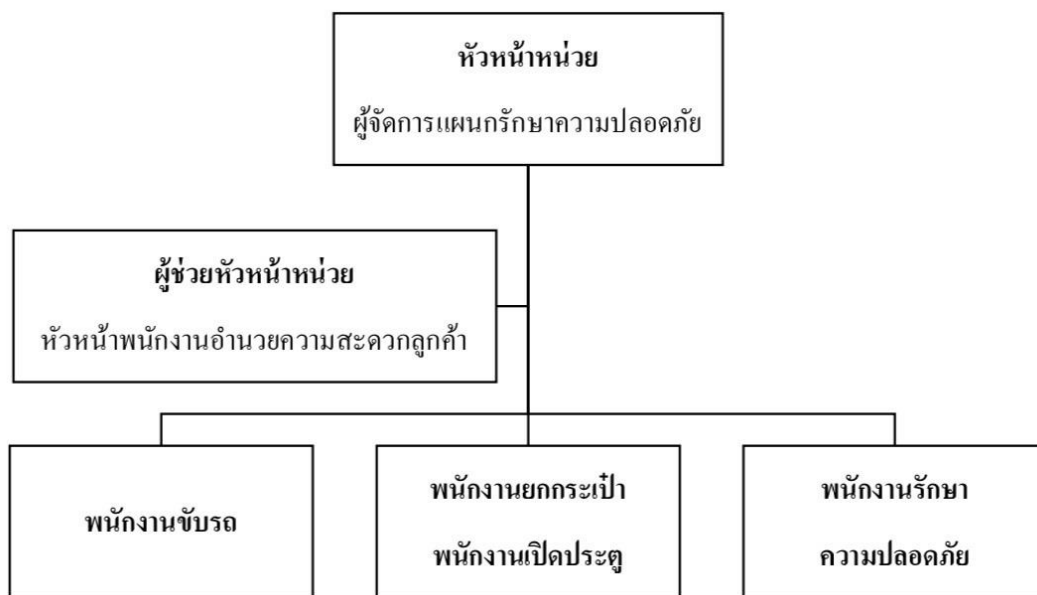 หัวหน้าหน่วย
ผู้จัดการแผนกรักษาความปลอดภัย
ผู้ช่วยหัวหน้าหน่วย
หัวหน้าพนักงานอำนวยความสะดวกลูกค้า
พนักงานขับรถ
พนักงานยกกระเป๋า
พนักงานเปิดประตู
พนักงานรักษา
ความปลอดภัย